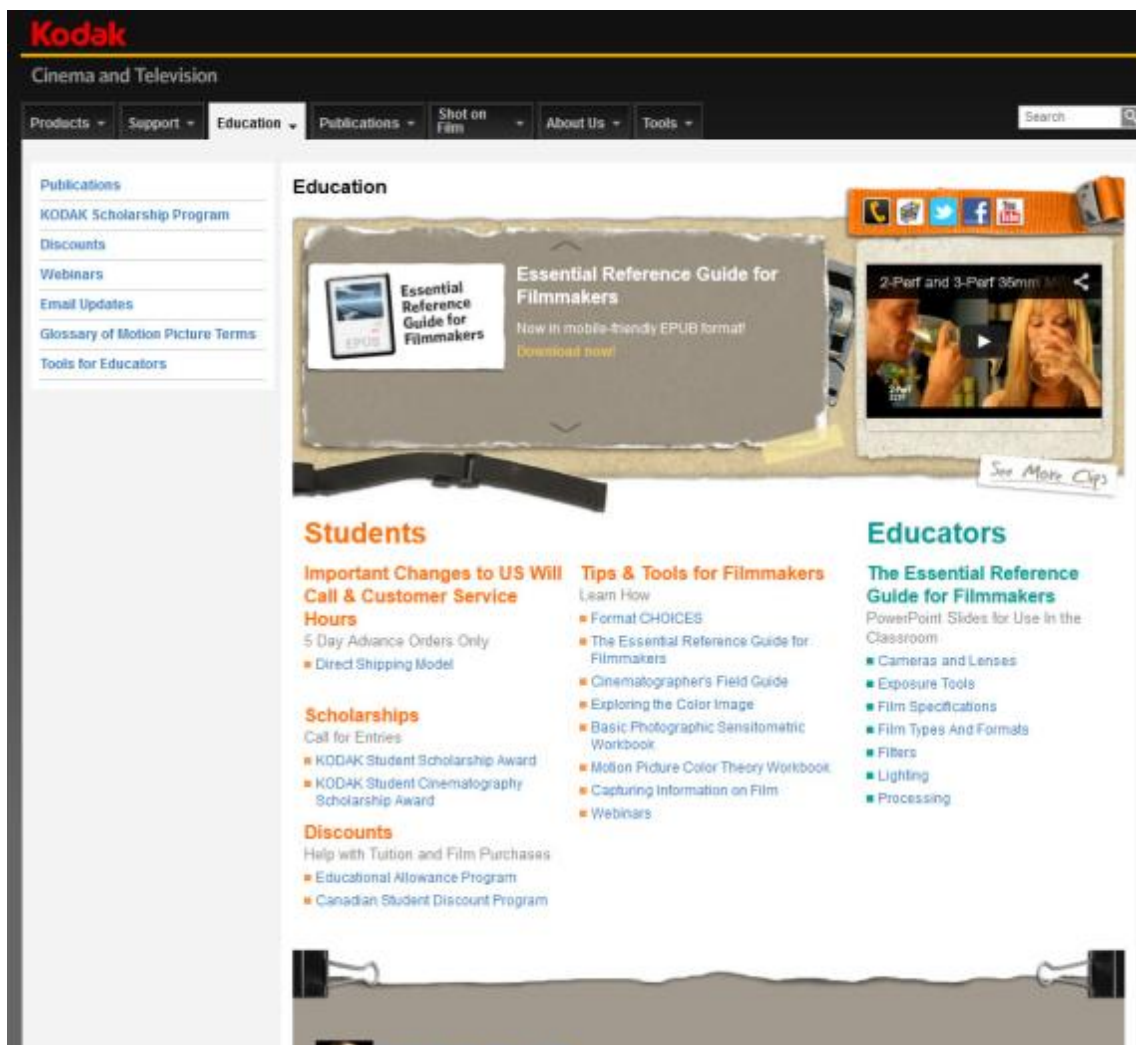 Kodak
Cinema and Television
Products
Support
Education
Publications
Shot on
Film
About Us
Tools
Search
Publications
KODAK Scholarship Program
Discounts
Webinars
Email Updates
Glossary of Motion Picture Terms
Tools for Educators
Education
Essential
Reference
Guide for
Filmmakers
EPUB
Essential Reference Guide for
Filmmakers
Now in mobile-friendly EPUB format!
Download now!
You
Tube
2-Perf and 3-Perf 35mm
2-Perf
See More Clips
Students
Important Changes to US Will
Call & Customer Service
Hours
5 Day Advance Orders Only
Direct Shipping Model
Scholarships
Call for Entries
KODAK Student Scholarship Award
KODAK Student Cinematography
Scholarship Award
Discounts
Help with Tuition and Film Purchases
Educational Allowance Program
Canadian Student Discount Program
Tips & Tools for Filmmakers
Learn How
Format CHOICES
The Essential Reference Guide for
Filmmakers
Cinematographer's Field Guide
Exploring the Color Image
Basic Photographic Sensitometric
Workbook
Motion Picture Color Theory Workbook
Capturing Information on Film
Webinars
Educators
The Essential Reference
Guide for Filmmakers
PowerPoint Slides for Use In the
Classroom
Cameras and Lenses
Exposure Tools
Film Specifications
Film Types And Formats
Filters
Lighting
Processing